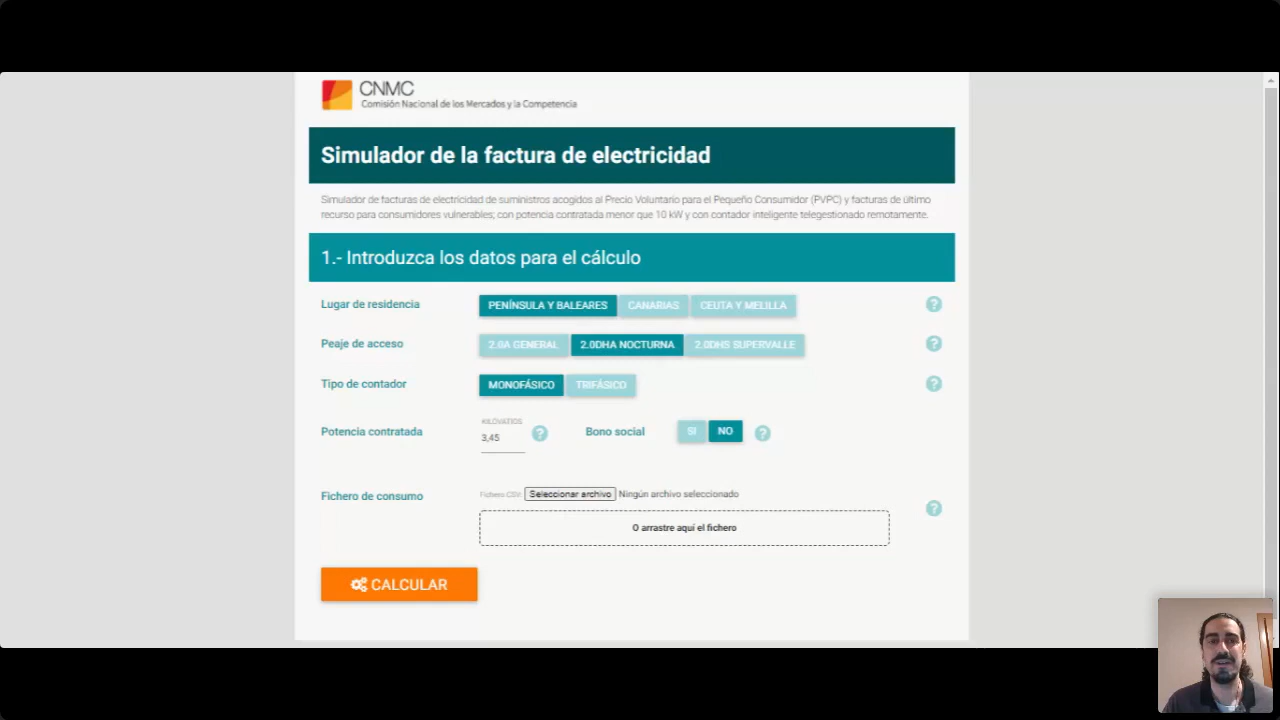 CNMC
Comisión Nacional de los Mercados y la Competencia
Simulador de la factura de electricidad
Simulador de facturas de electricidad de suministros acogidos al Precio Voluntario para el Pequeño Consumidor (PVPC) y facturas de último
recurso para consumidores vulnerables; con potencia contratada menor que 10 kW y con contador inteligente telegestionado remotamente.
1.- Introduzca los datos para el cálculo
Lugar de residencia PENÍNSULA Y BALEARES CANARIAS CEUTA Y MELILLA ?
Peaje de acceso 2.0A GENERAL 2.0DHA NOCTURNA 2.0DHS SUPERVALLE ?
Tipo de contador MONOFÁSICO TRIFÁSICO ?
KILOVATIOS
Potencia contratada 3,45 ? Bono social SI NO ?
Fichero de consumo Fichero CSV: Seleccionar archivo Ningún archivo seleccionado
?
O arrastre aquí el fichero
CALCULAR